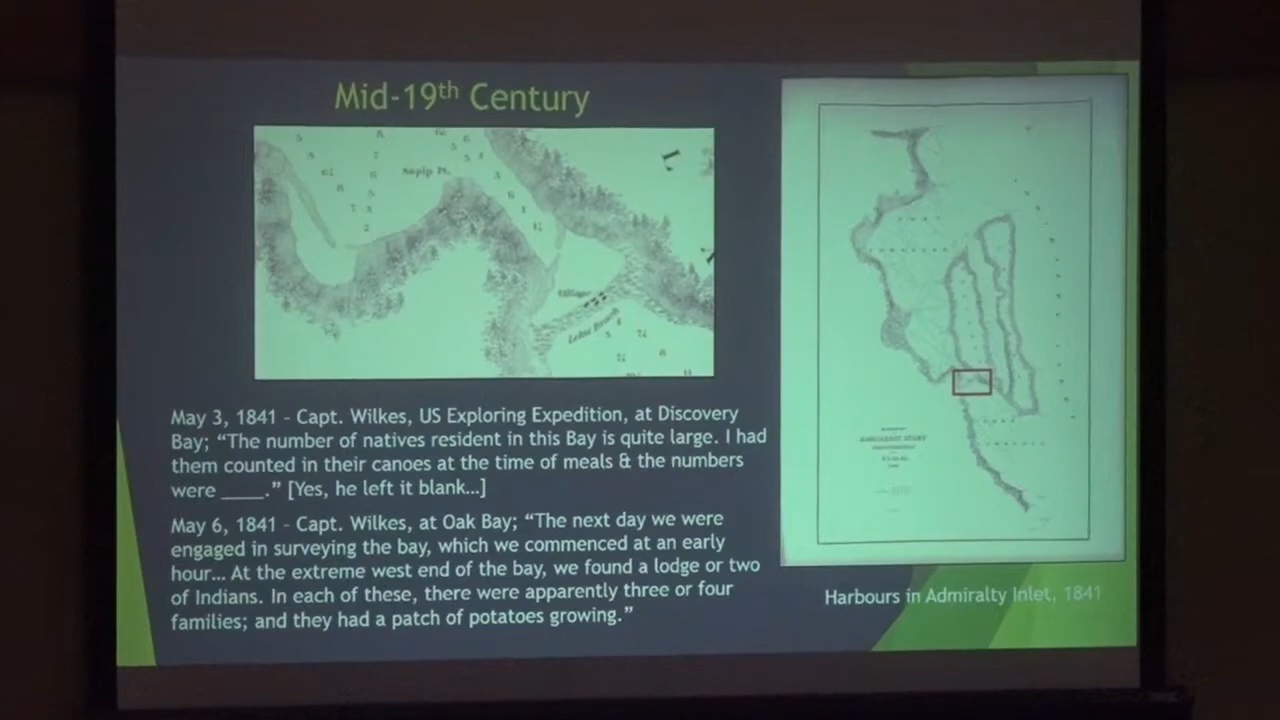 Mid-19th Century
Village
May 3, 1841 – Capt. Wilkes, US Exploring Expedition, at Discovery
Bay; “The number of natives resident in this Bay is quite large. I had
them counted in their canoes at the time of meals & the numbers
were ____.” [Yes, he left it blank…]
May 6, 1841 – Capt. Wilkes, at Oak Bay; “The next day we were
engaged in surveying the bay, which we commenced at an early
hour… At the extreme west end of the bay, we found a lodge or two
of Indians. In each of these, there were apparently three or four
families; and they had a patch of potatoes growing.”
Harbours in Admiralty Inlet, 1841